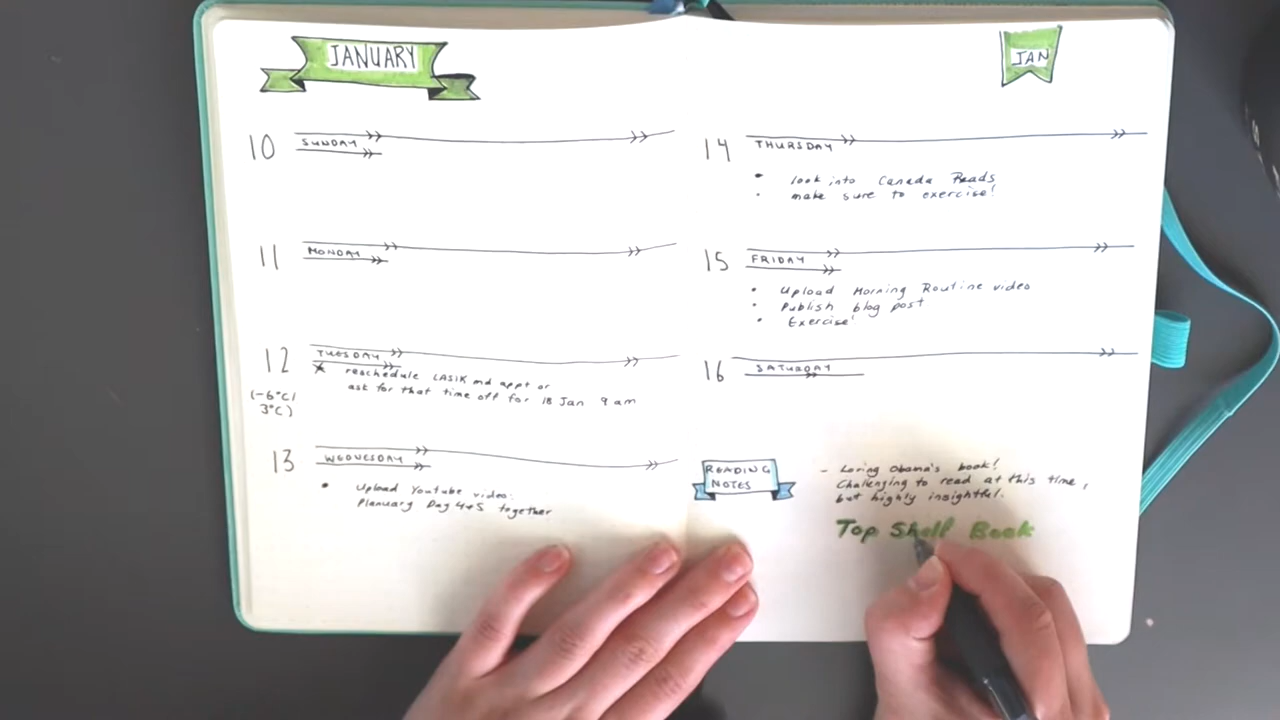 JANUARY
10 SUNDAY
11 MONDAY
12 TUESDAY
(-6°C/
3°C)
* reschedule LASIK md appt or
ask for that time off for 18 Jan 9 am
13 WEDNESDAY
• Upload Youtube video:
Planuary Day 4+5 together
JAN
14 THURSDAY
• look into Canada Reads
• make sure to exercise!
15 FRIDAY
• Upload Morning Routine video
• Publish blog post
• Exercise!
16 SATURDAY
READING
NOTES
- Loving Obama's book!
Challenging to read at this time,
but highly insightful.
Top Shelf Book